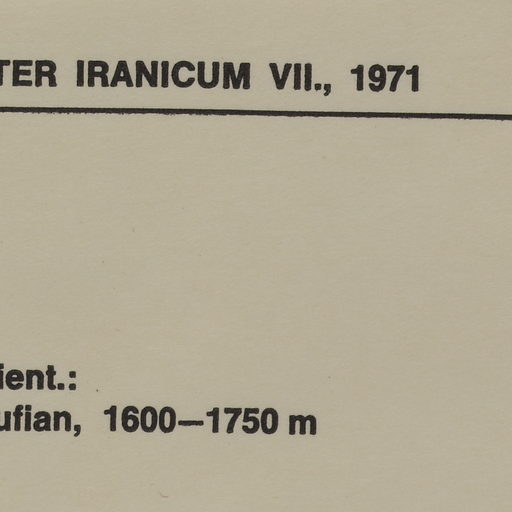 TER IRANICUM VII., 1971
ient.:
ufian, 1600—1750 m